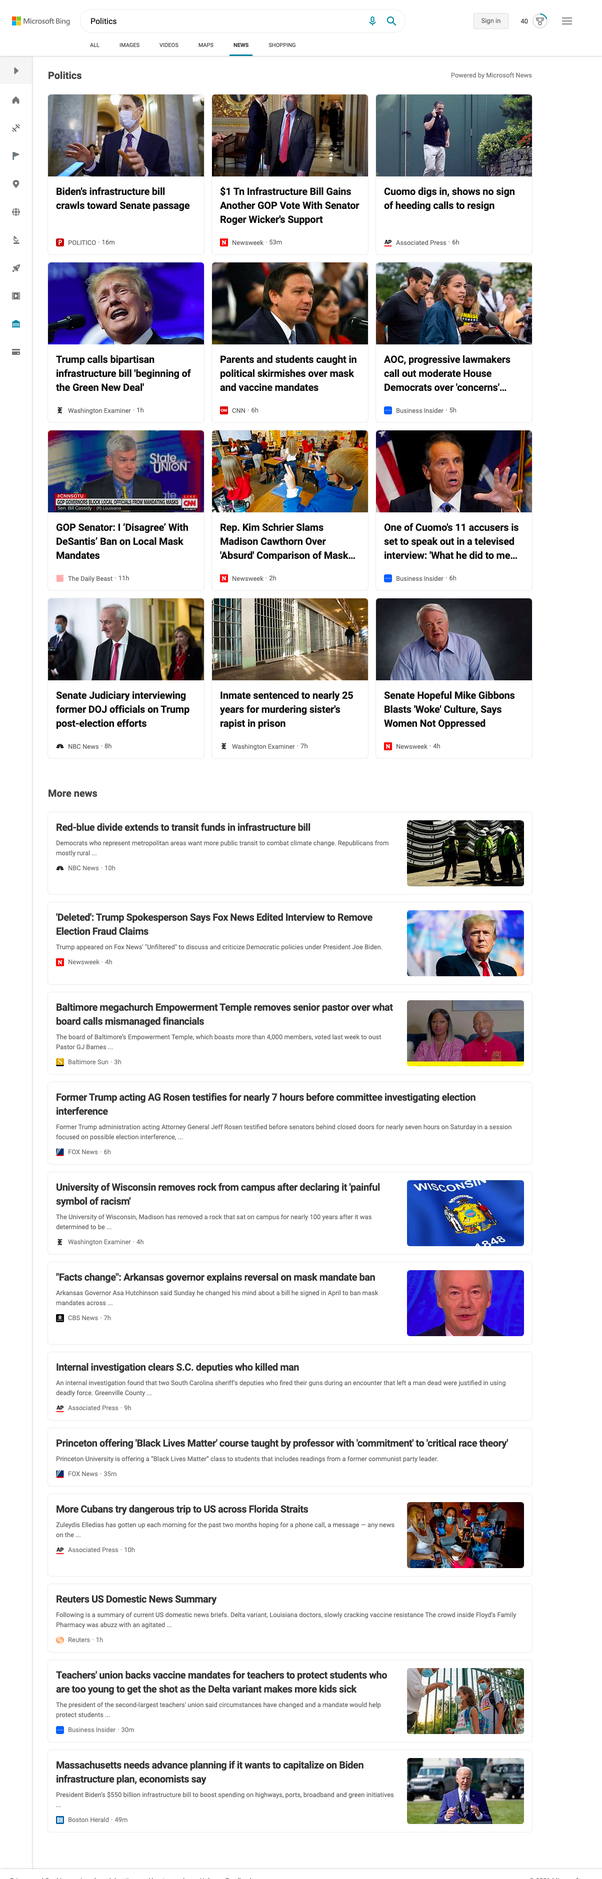 Microsoft Bing
Politics
Sign in
40
ALL
IMAGES
VIDEOS
MAPS
NEWS
SHOPPING
Politics
Powered by Microsoft News
Biden's infrastructure bill
crawls toward Senate passage
POLITICO · 16m
$1 Tn Infrastructure Bill Gains
Another GOP Vote With Senator
Roger Wicker's Support
Newsweek · 53m
Cuomo digs in, shows no sign
of heeding calls to resign
AP Associated Press · 6h
Trump calls bipartisan
infrastructure bill 'beginning of
the Green New Deal'
Washington Examiner · 1h
Parents and students caught in
political skirmishes over mask
and vaccine mandates
CNN · 6h
AOC, progressive lawmakers
call out moderate House
Democrats over 'concerns'...
Business Insider · 5h
State
UNION
#CNNSOTU
GOP GOVERNORS BLOCK LOCAL OFFICIALS FROM MANDATING MASKS
Sen. Bill Cassidy (R) Louisiana
LIVE
CNN
GOP Senator: I 'Disagree' With
DeSantis' Ban on Local Mask
Mandates
The Daily Beast · 11h
Rep. Kim Schrier Slams
Madison Cawthorn Over
'Absurd' Comparison of Mask...
Newsweek · 2h
One of Cuomo's 11 accusers is
set to speak out in a televised
interview: 'What he did to me...
Business Insider · 6h
Senate Judiciary interviewing
former DOJ officials on Trump
post-election efforts
NBC News · 8h
Inmate sentenced to nearly 25
years for murdering sister's
rapist in prison
Washington Examiner · 7h
Senate Hopeful Mike Gibbons
Blasts 'Woke' Culture, Says
Women Not Oppressed
Newsweek · 4h
More news
Red-blue divide extends to transit funds in infrastructure bill
Democrats who represent metropolitan areas want more public transit to combat climate change. Republicans from
mostly rural ...
NBC News · 10h
'Deleted': Trump Spokesperson Says Fox News Edited Interview to Remove
Election Fraud Claims
Trump appeared on Fox News' "Unfiltered" to discuss and criticize Democratic policies under President Joe Biden.
Newsweek · 4h
Baltimore megachurch Empowerment Temple removes senior pastor over what
board calls mismanaged financials
The board of Baltimore's Empowerment Temple, which boasts more than 4,000 members, voted last week to oust
Pastor GJ Barnes ...
Baltimore Sun · 3h
Former Trump acting AG Rosen testifies for nearly 7 hours before committee investigating election
interference
Former Trump administration acting Attorney General Jeff Rosen testified before senators behind closed doors for nearly seven hours on Saturday in a session
focused on possible election interference, ...
FOX News · 6h
University of Wisconsin removes rock from campus after declaring it 'painful
symbol of racism'
The University of Wisconsin, Madison has removed a rock that sat on campus for nearly 100 years after it was
determined to be ...
Washington Examiner · 4h
WISCONSIN
1848
"Facts change": Arkansas governor explains reversal on mask mandate ban
Arkansas Governor Asa Hutchinson said Sunday he changed his mind about a bill he signed in April to ban mask
mandates across ...
CBS News · 7h
Internal investigation clears S.C. deputies who killed man
An internal investigation found that two South Carolina sheriff's deputies who fired their guns during an encounter that left a man dead were justified in using
deadly force. Greenville County ...
AP Associated Press · 9h
Princeton offering 'Black Lives Matter' course taught by professor with 'commitment' to 'critical race theory'
Princeton University is offering a "Black Lives Matter" class to students that includes readings from a former communist party leader.
FOX News · 35m
More Cubans try dangerous trip to US across Florida Straits
Zuleydis Elledias has gotten up each morning for the past two months hoping for a phone call, a message — any news
on the ...
AP Associated Press · 10h
Reuters US Domestic News Summary
Following is a summary of current US domestic news briefs. Delta variant, Louisiana doctors, slowly cracking vaccine resistance The crowd inside Floyd's Family
Pharmacy was abuzz with an agitated ...
Reuters · 1h
Teachers' union backs vaccine mandates for teachers to protect students who
are too young to get the shot as the Delta variant makes more kids sick
The president of the second-largest teachers' union said circumstances have changed and a mandate would help
protect students ...
Business Insider · 30m
Massachusetts needs advance planning if it wants to capitalize on Biden
infrastructure plan, economists say
President Biden's $550 billion infrastructure bill to boost spending on highways, ports, broadband and green initiatives
...
Boston Herald · 49m